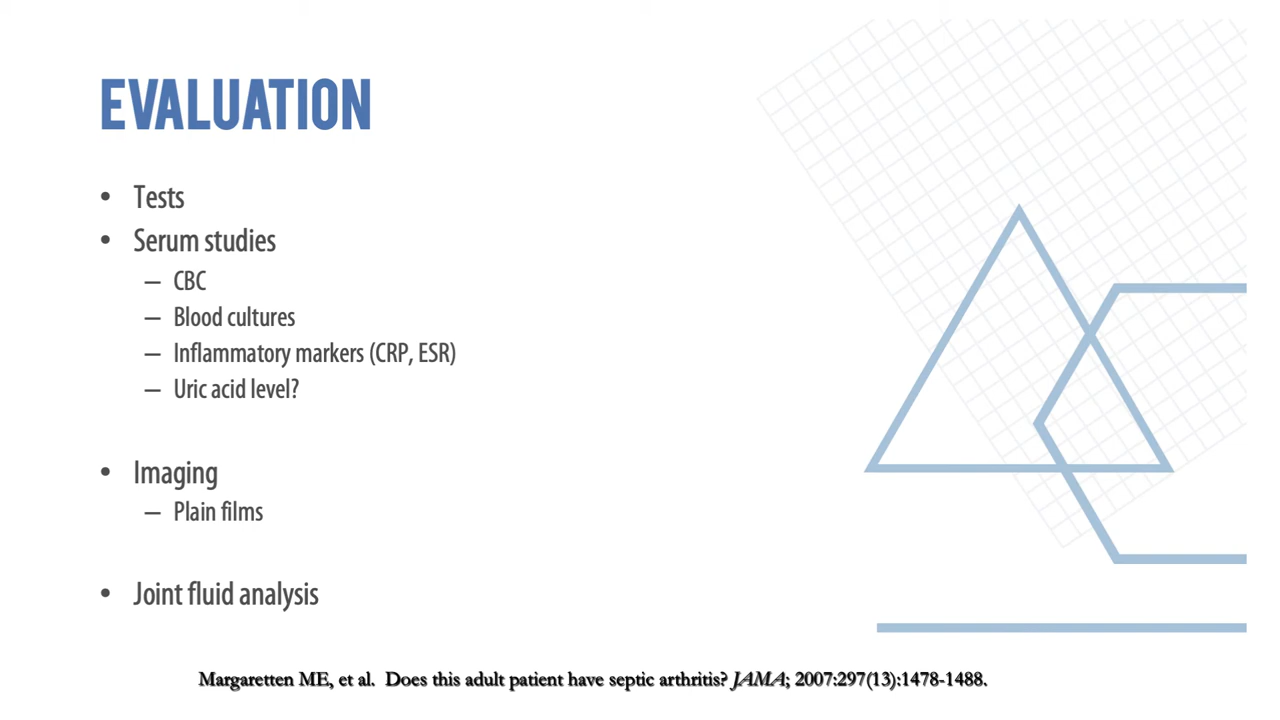 EVALUATION
• Tests
• Serum studies
– CBC
– Blood cultures
– Inflammatory markers (CRP, ESR)
– Uric acid level?
• Imaging
– Plain films
• Joint fluid analysis
Margaretten ME, et al.  Does this adult patient have septic arthritis? JAMA; 2007:297(13):1478-1488.